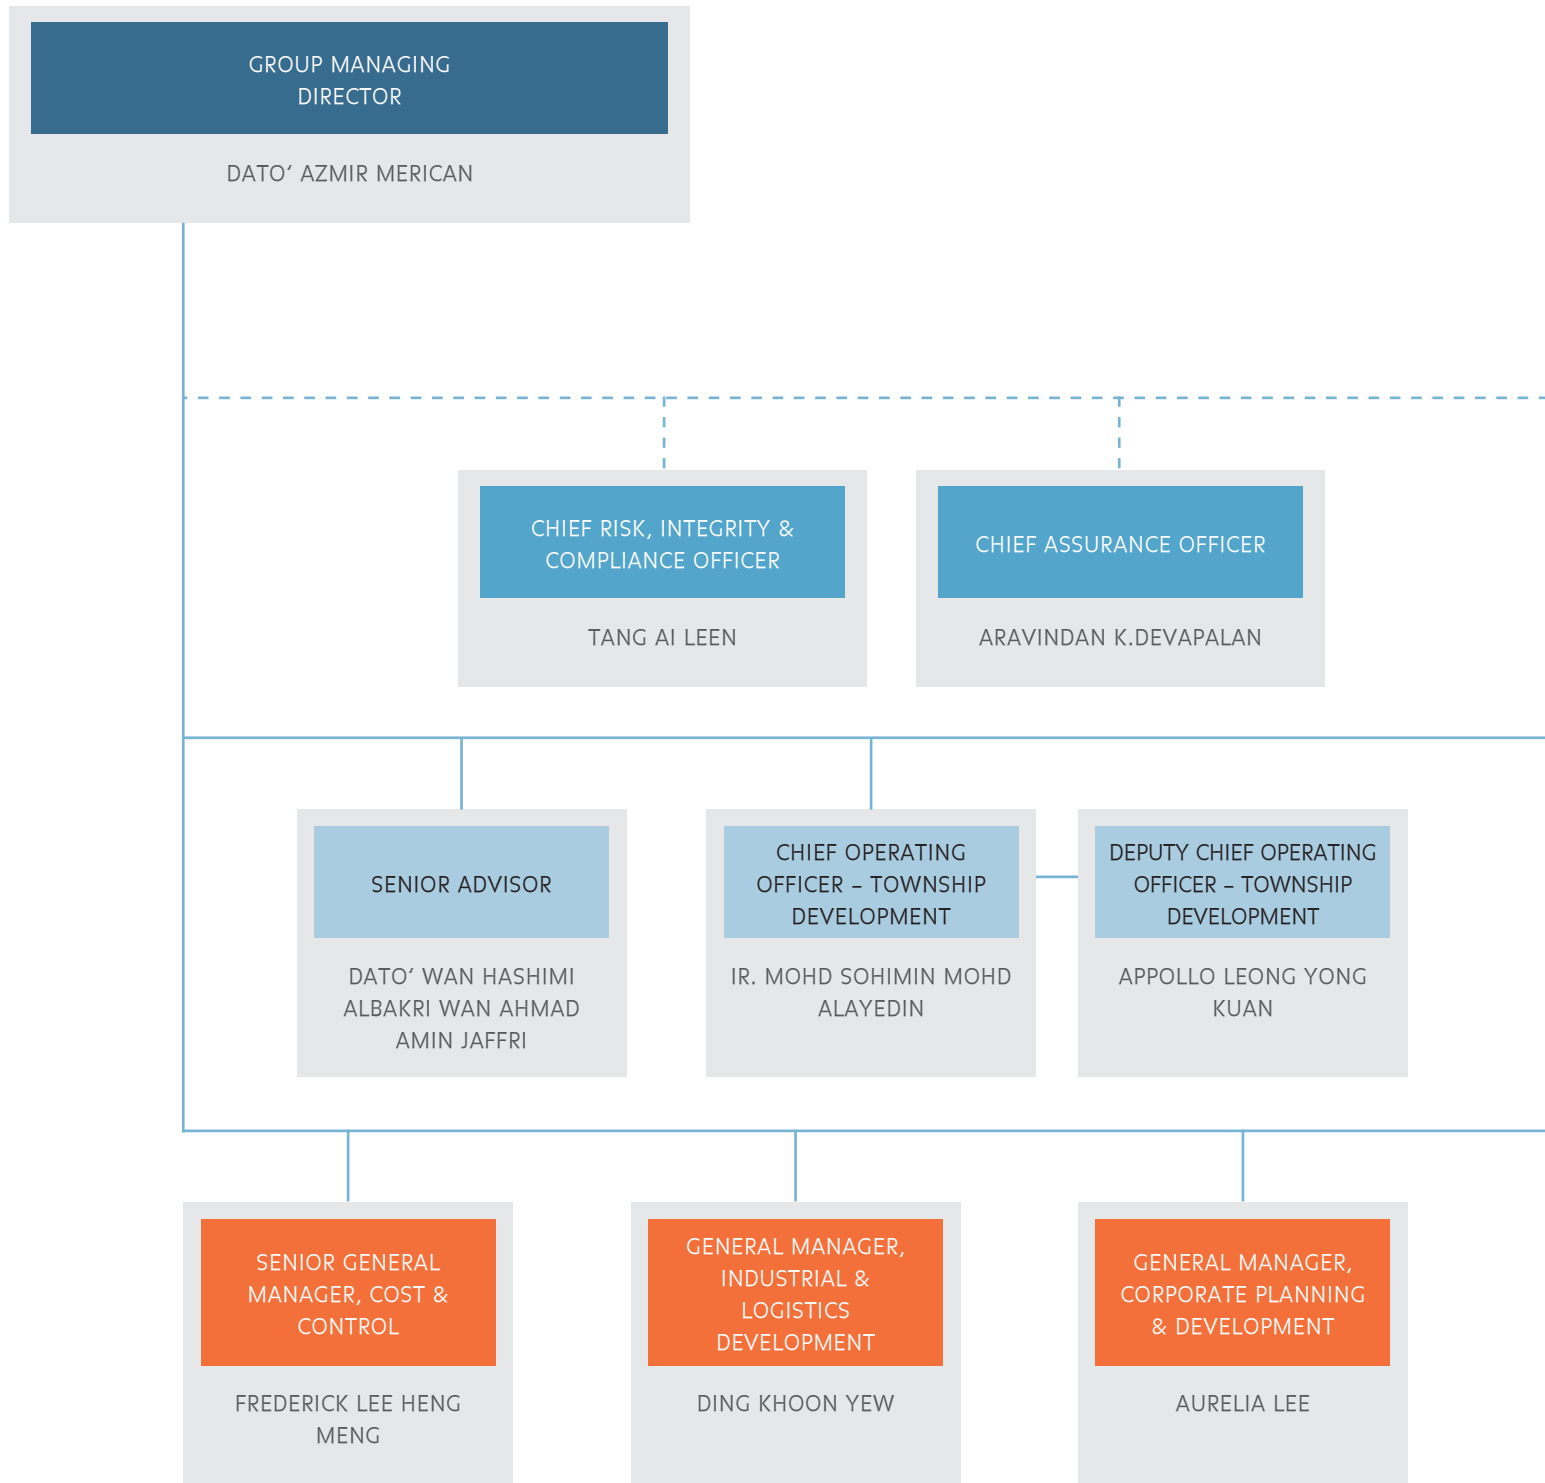 GROUP MANAGING
DIRECTOR
DATO’ AZMIR MERICAN
CHIEF RISK, INTEGRITY &
COMPLIANCE OFFICER
TANG AI LEEN
CHIEF ASSURANCE OFFICER
ARAVINDAN K.DEVAPALAN
SENIOR ADVISOR
DATO’ WAN HASHIMI
ALBAKRI WAN AHMAD
AMIN JAFFRI
CHIEF OPERATING
OFFICER – TOWNSHIP
DEVELOPMENT
IR. MOHD SOHIMIN MOHD
ALAYEDIN
DEPUTY CHIEF OPERATING
OFFICER – TOWNSHIP
DEVELOPMENT
APPOLLO LEONG YONG
KUAN
SENIOR GENERAL
MANAGER, COST &
CONTROL
FREDERICK LEE HENG
MENG
GENERAL MANAGER,
INDUSTRIAL &
LOGISTICS
DEVELOPMENT
DING KHOON YEW
GENERAL MANAGER,
CORPORATE PLANNING
& DEVELOPMENT
AURELIA LEE